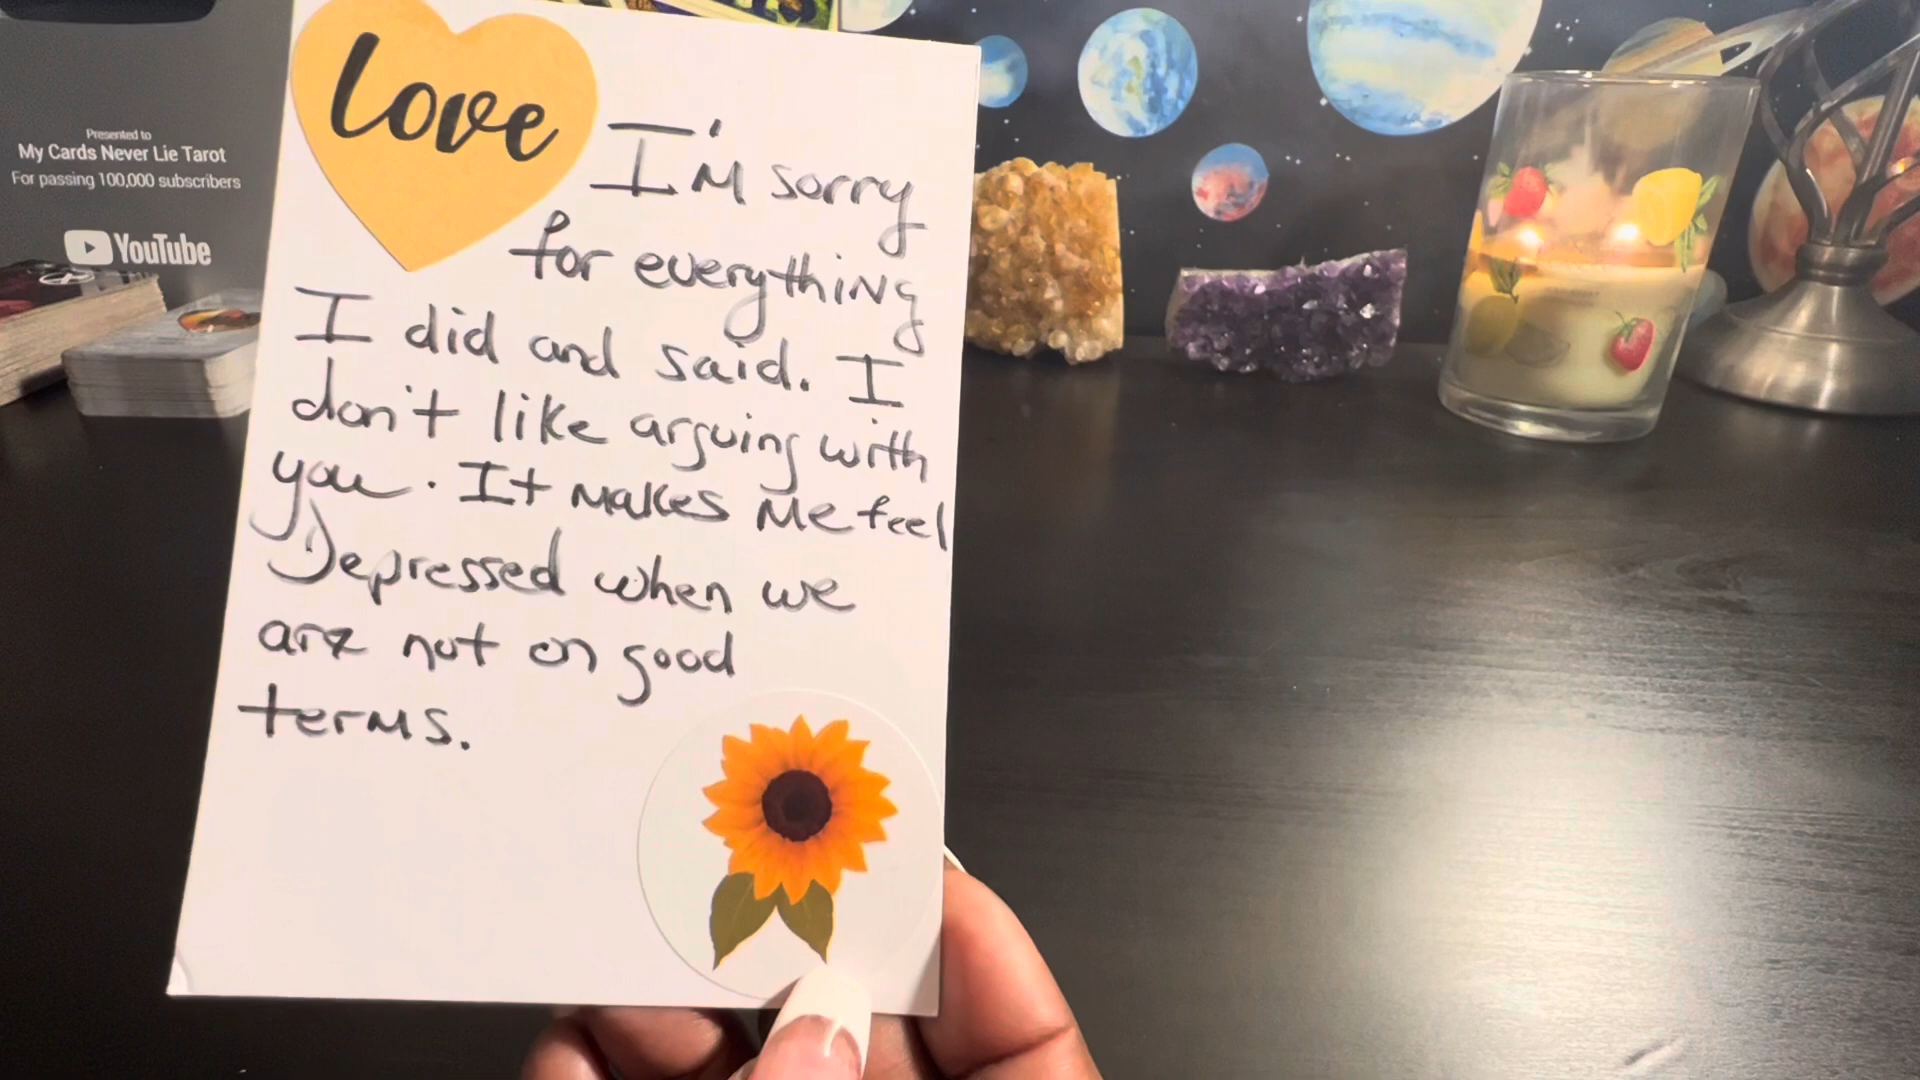 Presented to
My Cards Never Lie Tarot
For passing 100,000 subscribers
YouTube
Love
I'M sorry
for everything
I did and said. I
don't like arguing with
you. It makes Me feel
Depressed when we
are not on good
terms.